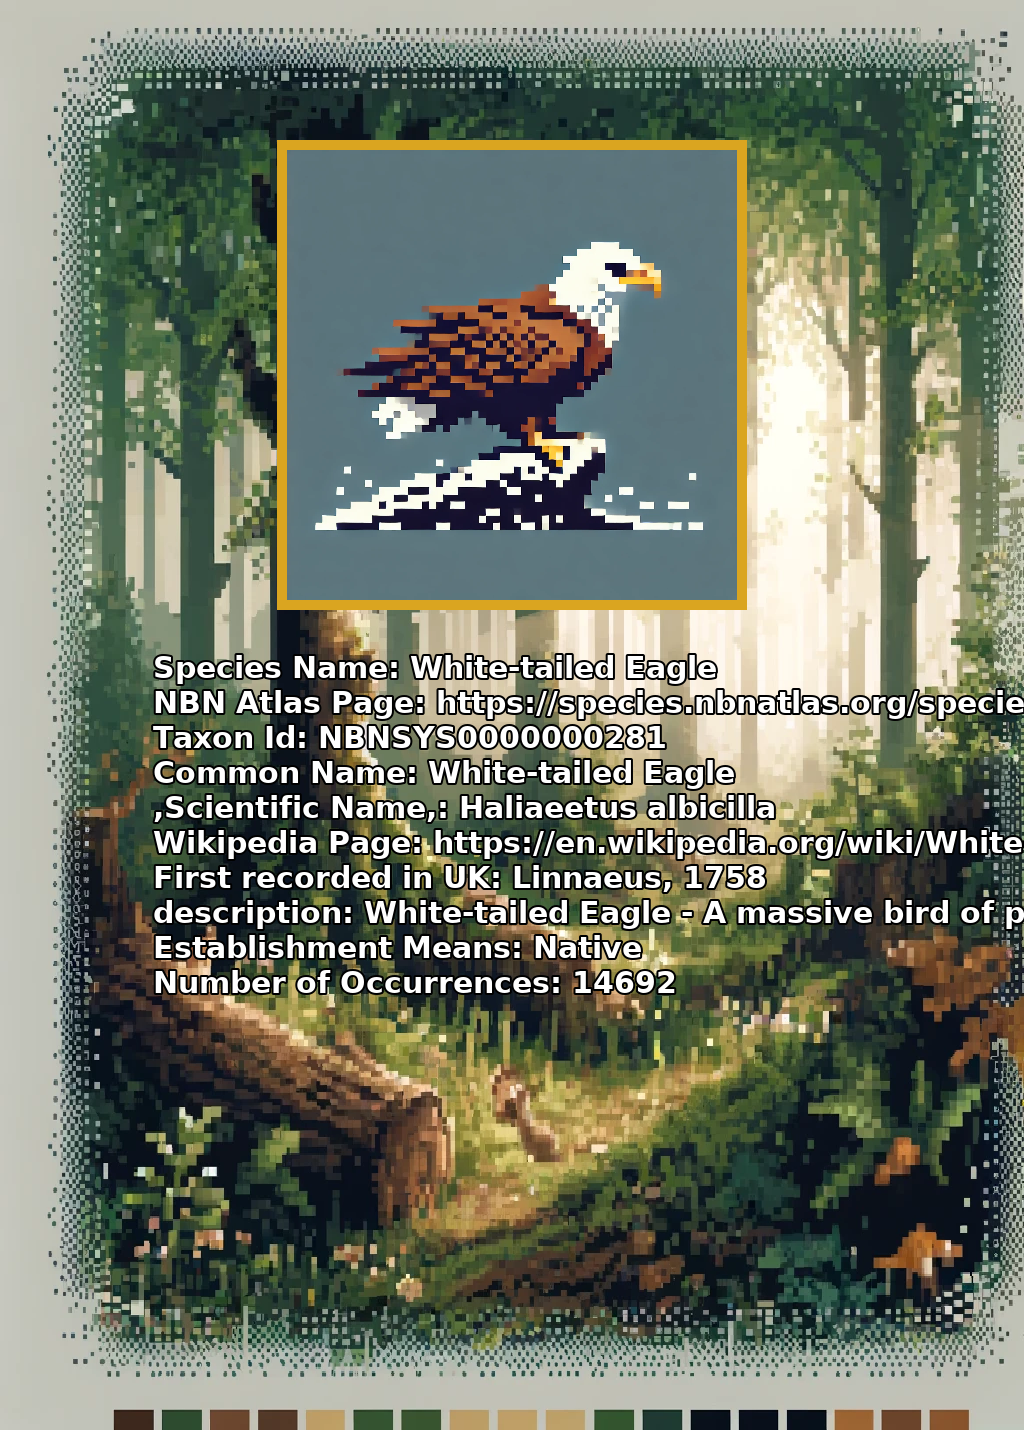 Species Name: White-tailed Eagle
NBN Atlas Page: https://species.nbnatlas.org/specie
Taxon Id: NBNSYS0000000281
Common Name: White-tailed Eagle
,Scientific Name,: Haliaeetus albicilla
Wikipedia Page: https://en.wikipedia.org/wiki/White
First recorded in UK: Linnaeus, 1758
description: White-tailed Eagle - A massive bird of p
Establishment Means: Native
Number of Occurrences: 14692